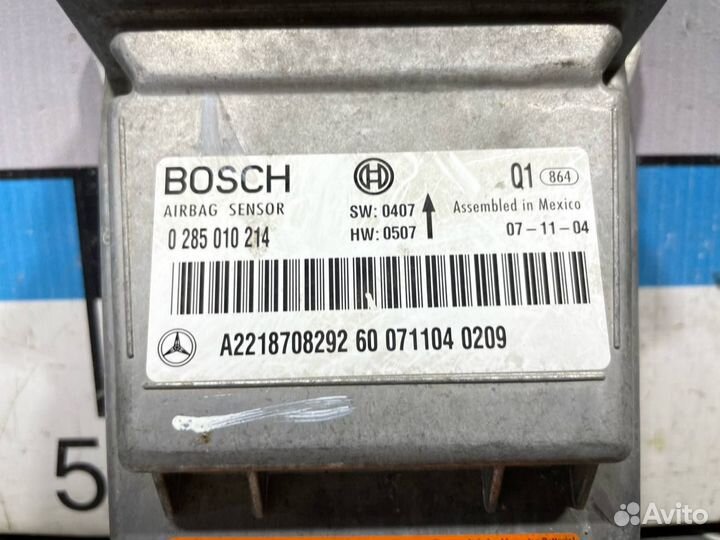 BOSCH
Q1 864
AIRBAG SENSOR
SW: 0407
Assembled in Mexico
0 285 010 214
HW: 0507
07-11-04
A2218708292 60 071104 0209
5
Avito